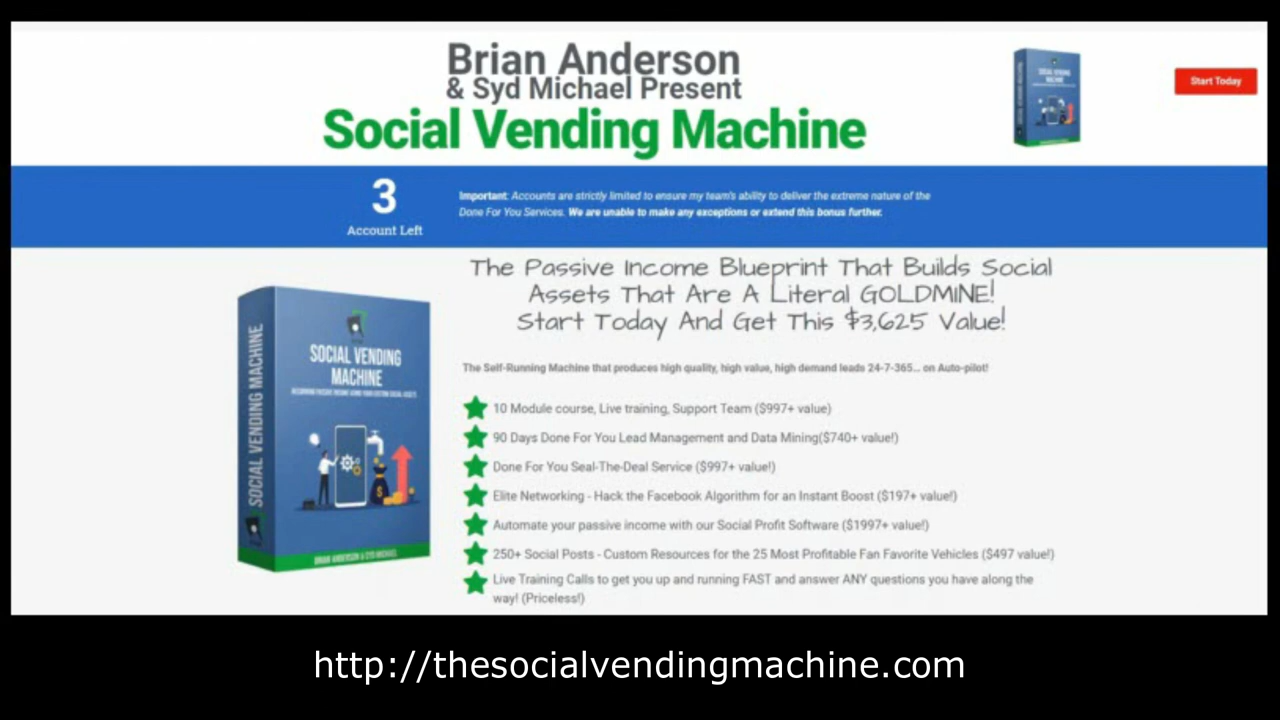 Brian Anderson
& Syd Michael Present
Social Vending Machine
SOCIAL VENDING
MACHINE
Start Today
3
Account Left
Important: Accounts are strictly limited to ensure my team's ability to deliver the extreme nature of the
Done For You Services. We are unable to make any exceptions or extend this bonus further.
The Passive Income Blueprint That Builds Social
Assets That Are A Literal GOLDMINE!
Start Today And Get This $3,625 Value!
SOCIAL VENDING MACHINE
SOCIAL VENDING
MACHINE
BRIAN ANDERSON & SYD MICHAEL
The Self-Running Machine that produces high quality, high value, high demand leads 24-7-365... on Auto-pilot!
10 Module course, Live training, Support Team ($997+ value)
90 Days Done For You Lead Management and Data Mining($740+ value!)
Done For You Seal-The-Deal Service ($997+ value!)
Elite Networking - Hack the Facebook Algorithm for an Instant Boost ($197+ value!)
Automate your passive income with our Social Profit Software ($1997+ value!)
250+ Social Posts - Custom Resources for the 25 Most Profitable Fan Favorite Vehicles ($497 value!)
Live Training Calls to get you up and running FAST and answer ANY questions you have along the
way! (Priceless!)
http://thesocialvendingmachine.com